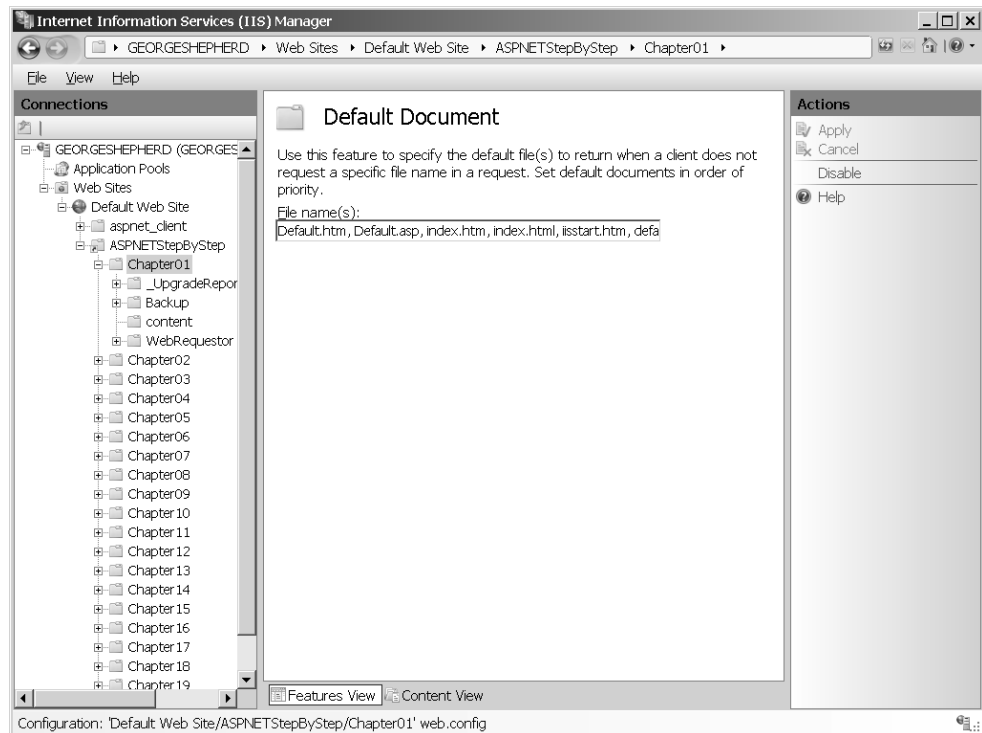 Internet Information Services (IIS) Manager
GEORGESHEPHERD Web Sites Default Web Site ASPNETStepByStep Chapter01
File View Help
Connections
GEORGESHEPHERD (GEORGES
Application Pools
Web Sites
Default Web Site
aspnet_client
ASPNETStepByStep
Chapter01
_UpgradeRepor
Backup
content
WebRequestor
Chapter02
Chapter03
Chapter04
Chapter05
Chapter06
Chapter07
Chapter08
Chapter09
Chapter10
Chapter11
Chapter12
Chapter13
Chapter14
Chapter15
Chapter16
Chapter17
Chapter18
Chapter19
Default Document
Use this feature to specify the default file(s) to return when a client does not
request a specific file name in a request. Set default documents in order of
priority.
File name(s):
Default.htm, Default.asp, index.htm, index.html, iisstart.htm, defa
Features View Content View
Actions
Apply
Cancel
Disable
Help
Configuration: 'Default Web Site/ASPNETStepByStep/Chapter01' web.config